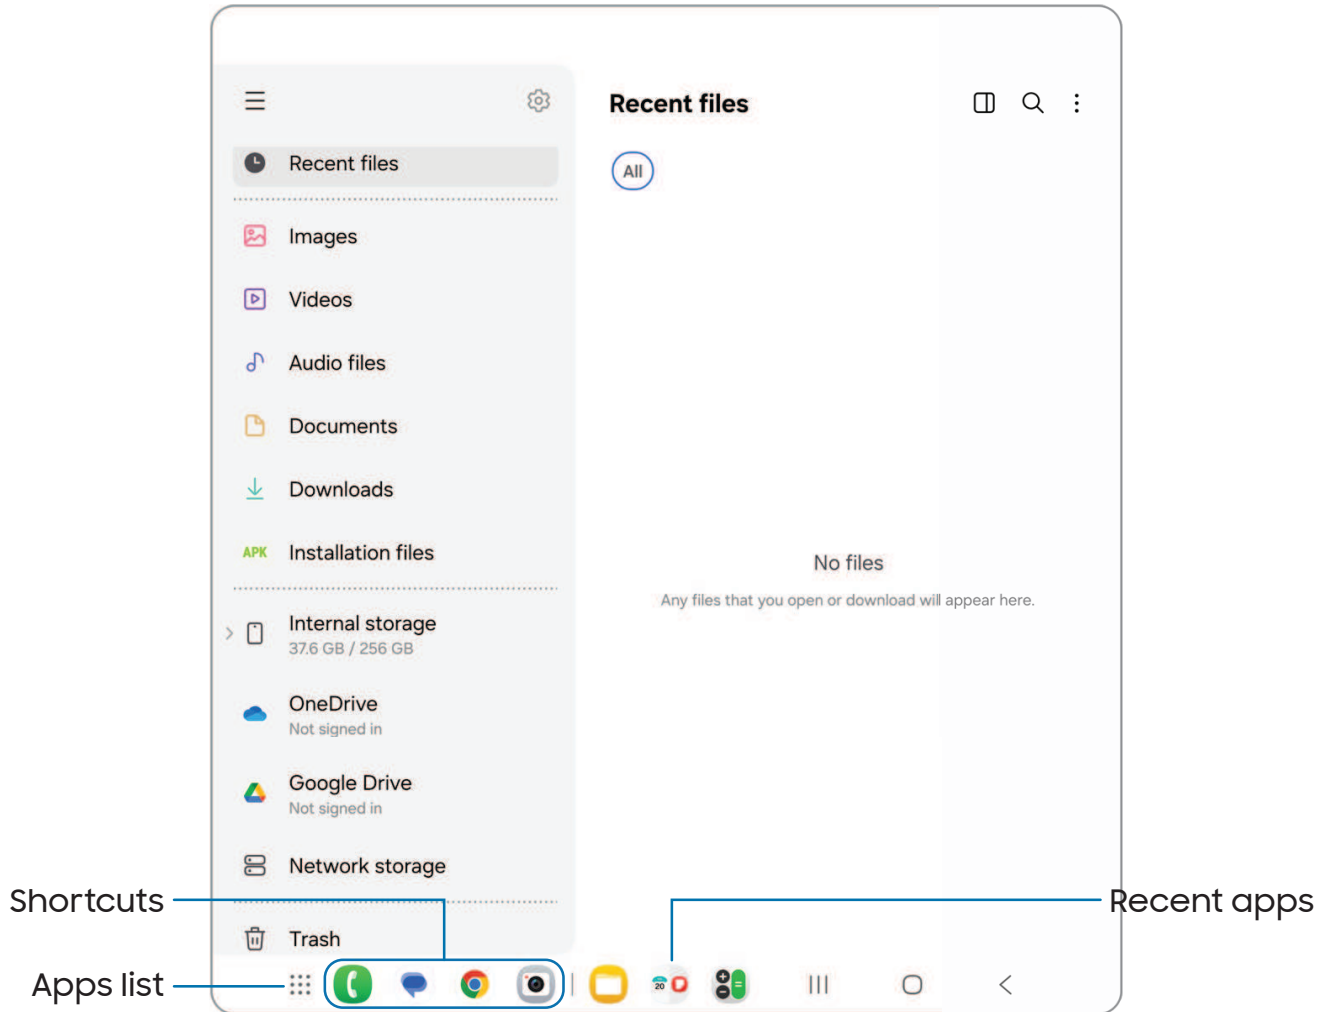 Recent files
Recent files
All
Images
Videos
Audio files
Documents
Downloads
APK Installation files
No files
Any files that you open or download will appear here.
Internal storage
37.6 GB / 256 GB
OneDrive
Not signed in
Google Drive
Not signed in
Network storage
Shortcuts
Recent apps
Trash
Apps list
20